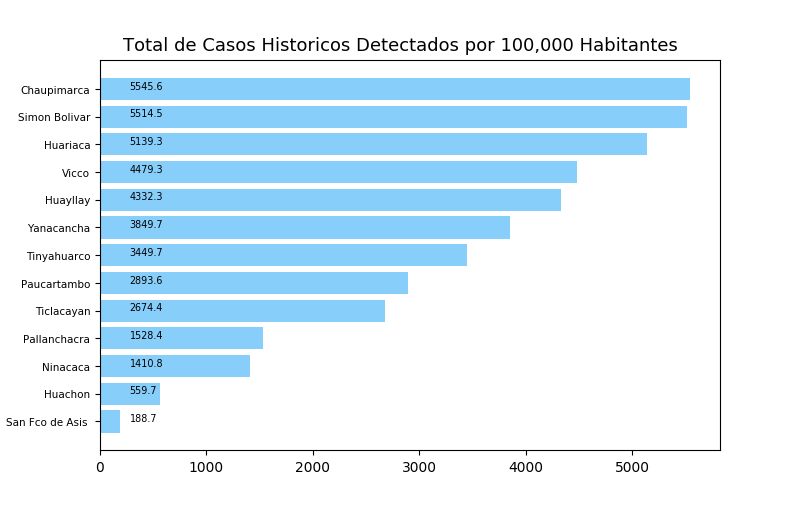 Total de Casos Historicos Detectados por 100,000 Habitantes
Chaupimarca 5545.6
Simon Bolivar 5514.5
Huariaca 5139.3
Vicco 4479.3
Huayllay 4332.3
Yanacancha 3849.7
Tinyahuarco 3449.7
Paucartambo 2893.6
Ticlacayan 2674.4
Pallanchacra 1528.4
Ninacaca 1410.8
Huachon 559.7
San Fco de Asis 188.7
0 1000 2000 3000 4000 5000